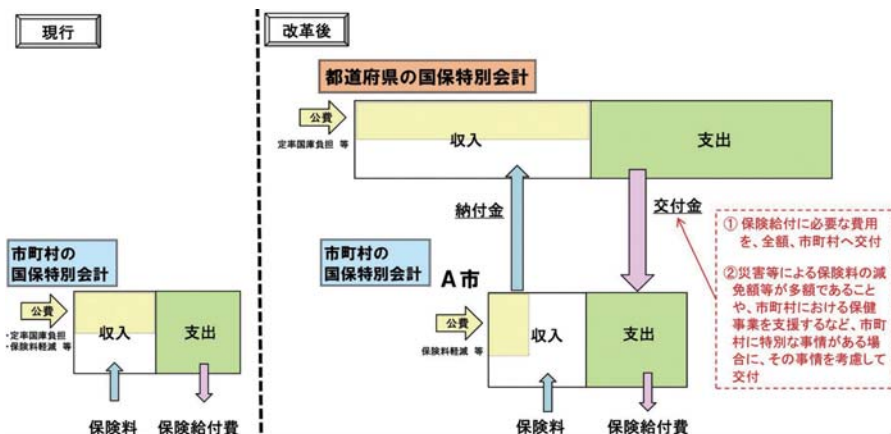 現行
改革後
都道府県の国保特別会計
公費
定率国庫負担 等
収入
支出
納付金
交付金
① 保険給付に必要な費用
を、全額、市町村へ交付
②災害等による保険料の減
免額等が多額であること
や、市町村における保健
事業を支援するなど、市町
村に特別な事情がある場
合に、その事情を考慮して
交付
市町村の
国保特別会計
公費
・定率国庫負担
・保険料軽減 等
収入
支出
保険料
保険給付費
市町村の
国保特別会計
A市
公費
保険料軽減 等
収入
支出
保険料
保険給付費